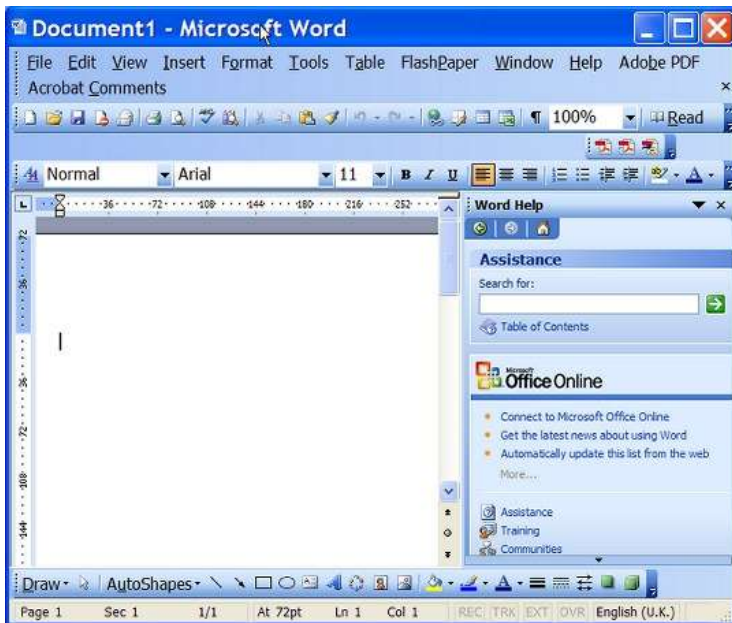 Document1 - Microsoft Word
File Edit View Insert Format Tools Table FlashPaper Window Help Adobe PDF
Acrobat Comments
100% Read
Normal Arial 11 B I U
36 72 108 144 180 216 252
Word Help
72
Assistance
36
Search for:
Table of Contents
36
Microsoft
Office Online
72
Connect to Microsoft Office Online
Get the latest news about using Word
Automatically update this list from the web
More...
108
Assistance
144
Training
Communities
Draw AutoShapes
Page 1 Sec 1 1/1 At 72pt Ln 1 Col 1 REC TRK EXT OVR English (U.K.)